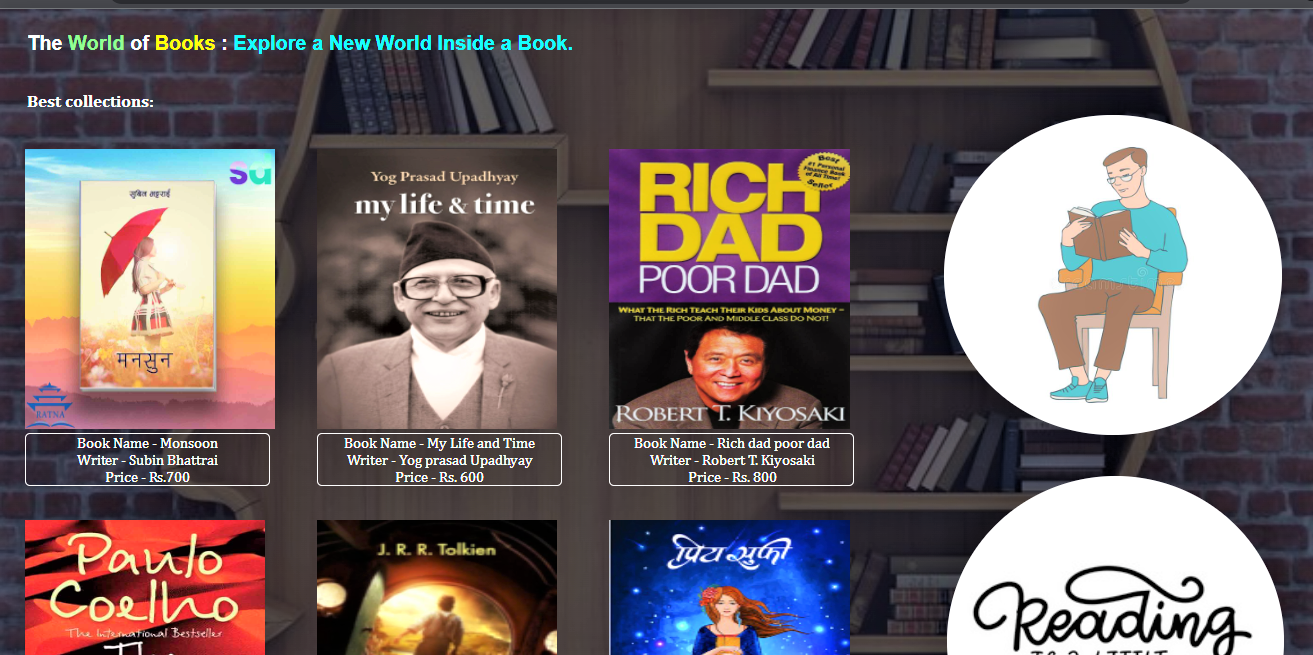 The World of Books : Explore a New World Inside a Book.
Best collections:
su
सुबिन भट्टराई
मनसुन
RATNA
Book Name - Monsoon
Writer - Subin Bhattrai
Price - Rs.700
Yog Prasad Upadhyay
my life & time
Book Name - My Life and Time
Writer - Yog prasad Upadhyay
Price - Rs. 600
Best
#1 Personal
Finance Book
of All Time!
Seller
RICH
DAD
POOR DAD
WHAT THE RICH TEACH THEIR KIDS ABOUT MONEY –
THAT THE POOR AND MIDDLE CLASS DO NOT!
ROBERT T. KIYOSAKI
Book Name - Rich dad poor dad
Writer - Robert T. Kiyosaki
Price - Rs. 800
Paulo
Coelho
The International Bestseller
The
J. R. R. Tolkien
प्रिय सुफी
Reading